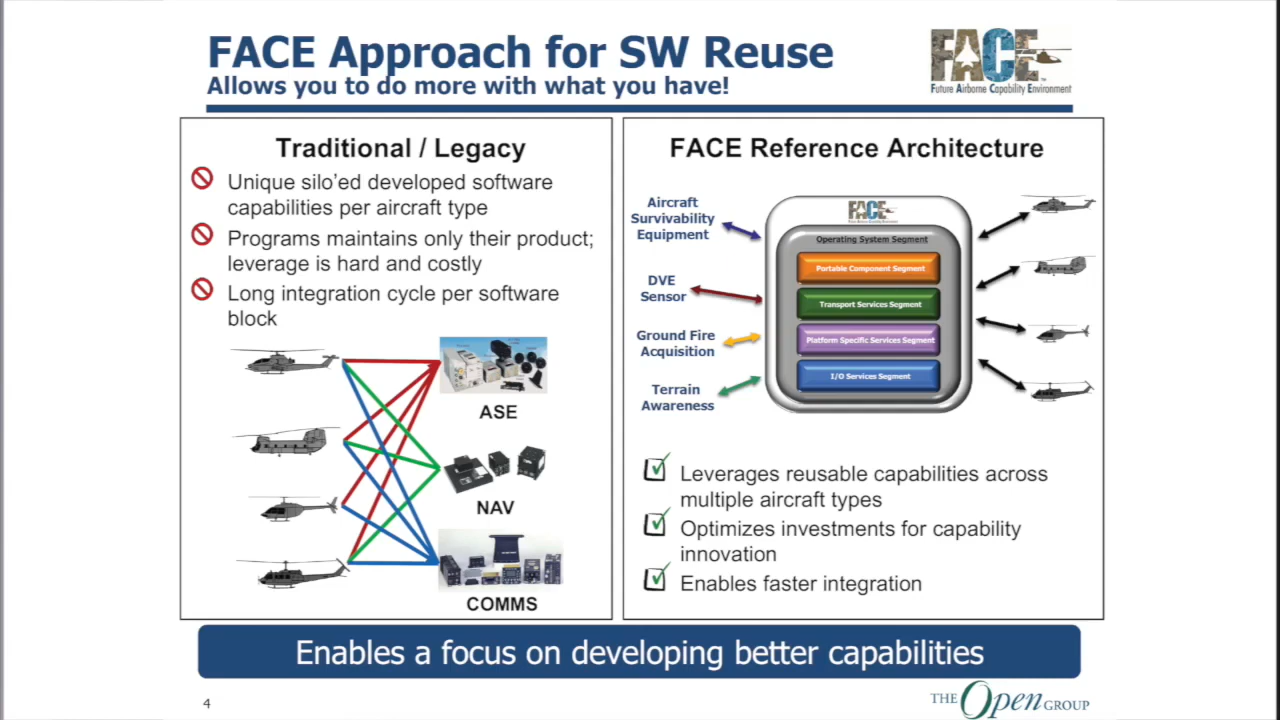 FACE Approach for SW Reuse
Allows you to do more with what you have!
FACE
Future Airborne Capability Environment
Traditional / Legacy
Unique silo'ed developed software
capabilities per aircraft type
Programs maintains only their product;
leverage is hard and costly
Long integration cycle per software
block
ASE
NAV
COMMS
FACE Reference Architecture
Aircraft
Survivability
Equipment
DVE
Sensor
Ground Fire
Acquisition
Terrain
Awareness
FACE
Operating System Segment
Portable Component Segment
Transport Services Segment
Platform Specific Services Segment
I/O Services Segment
Leverages reusable capabilities across
multiple aircraft types
Optimizes investments for capability
innovation
Enables faster integration
Enables a focus on developing better capabilities
4
THE Open GROUP